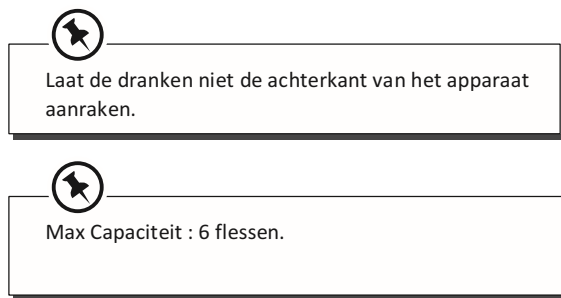 Laat de dranken niet de achterkant van het apparaat
aanraken.
Max Capaciteit : 6 flessen.